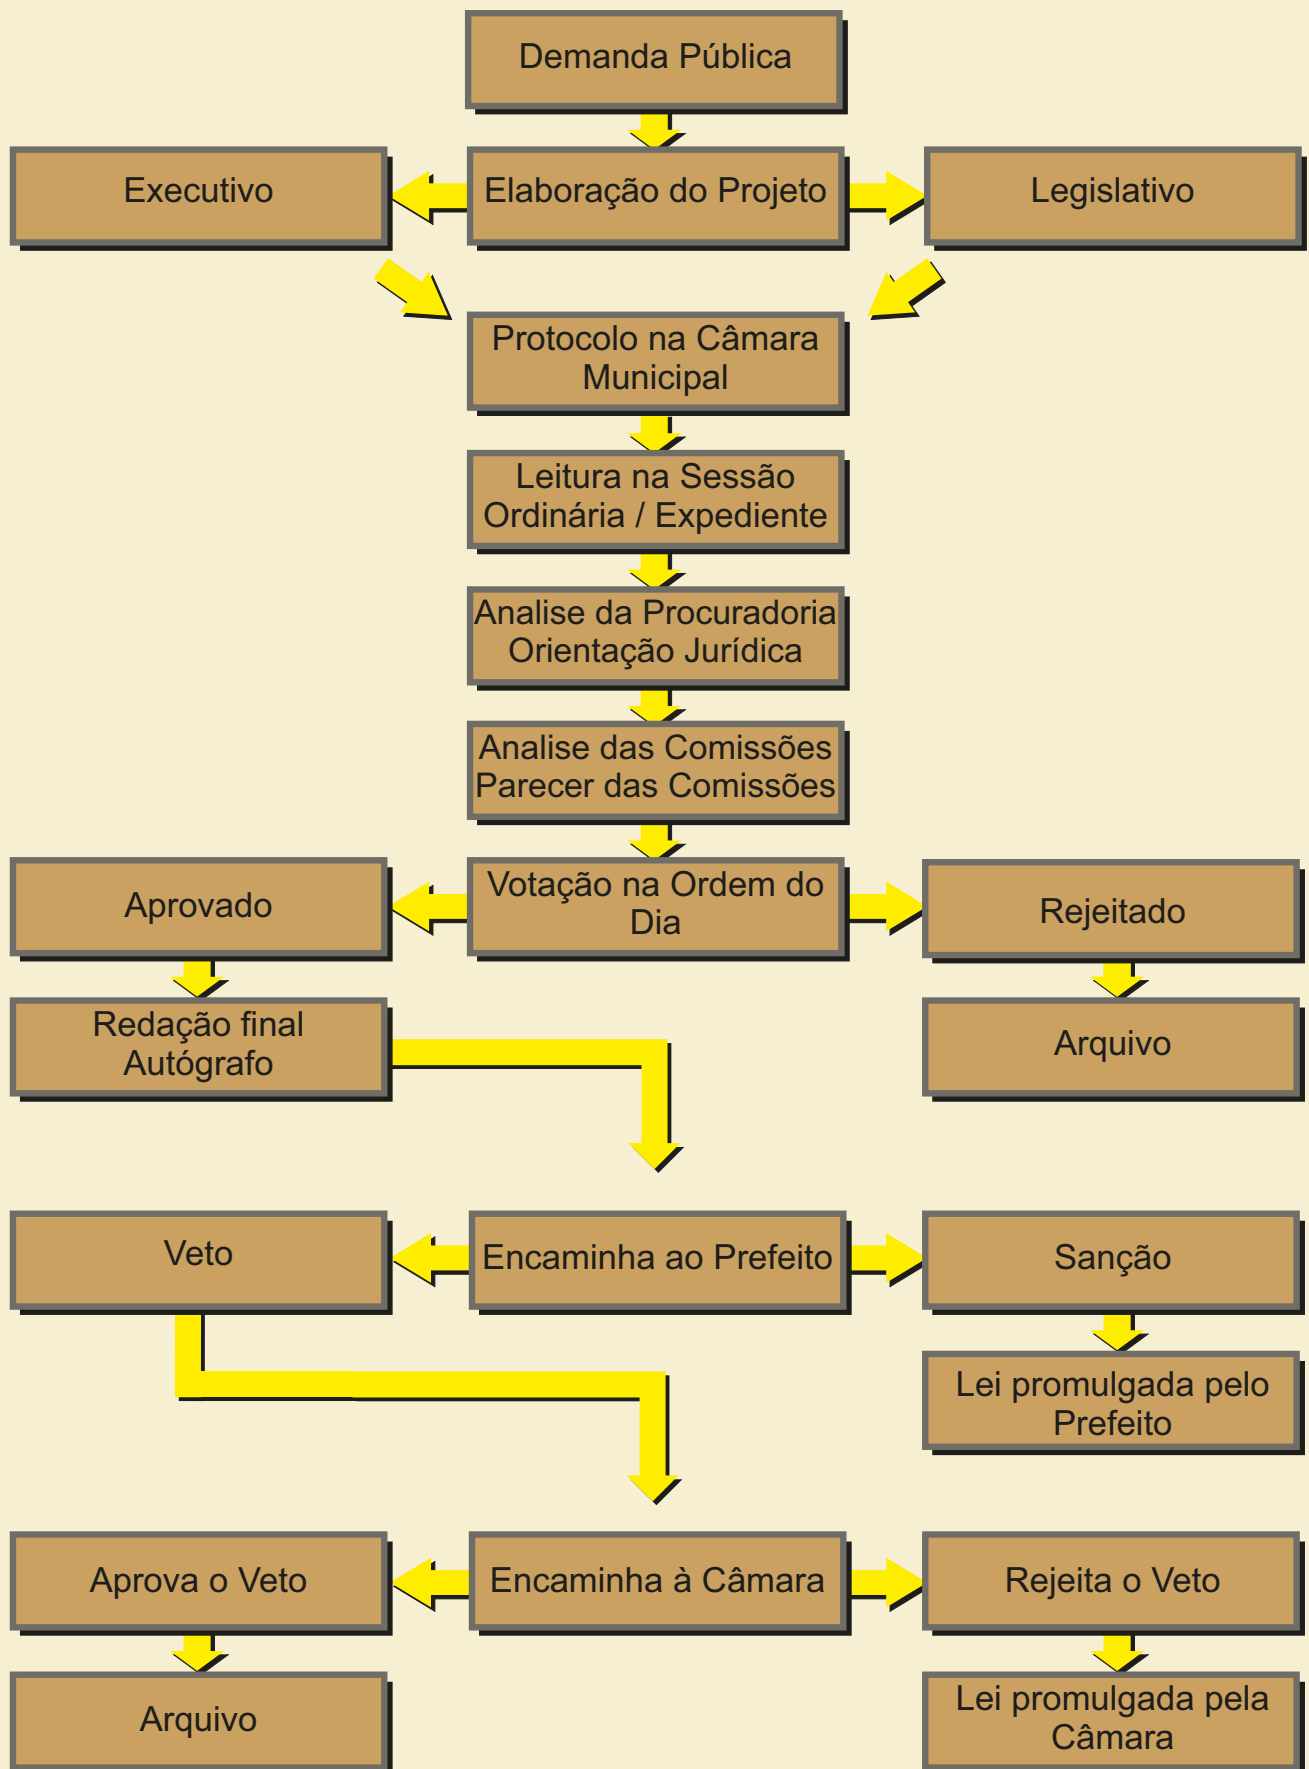 Demanda Pública
Executivo
Elaboração do Projeto
Legislativo
Protocolo na Câmara
Municipal
Leitura na Sessão
Ordinária / Expediente
Analise da Procuradoria
Orientação Jurídica
Analise das Comissões
Parecer das Comissões
Aprovado
Votação na Ordem do
Dia
Rejeitado
Redação final
Autógrafo
Arquivo
Veto
Encaminha ao Prefeito
Sanção
Lei promulgada pelo
Prefeito
Aprova o Veto
Encaminha à Câmara
Rejeita o Veto
Arquivo
Lei promulgada pela
Câmara